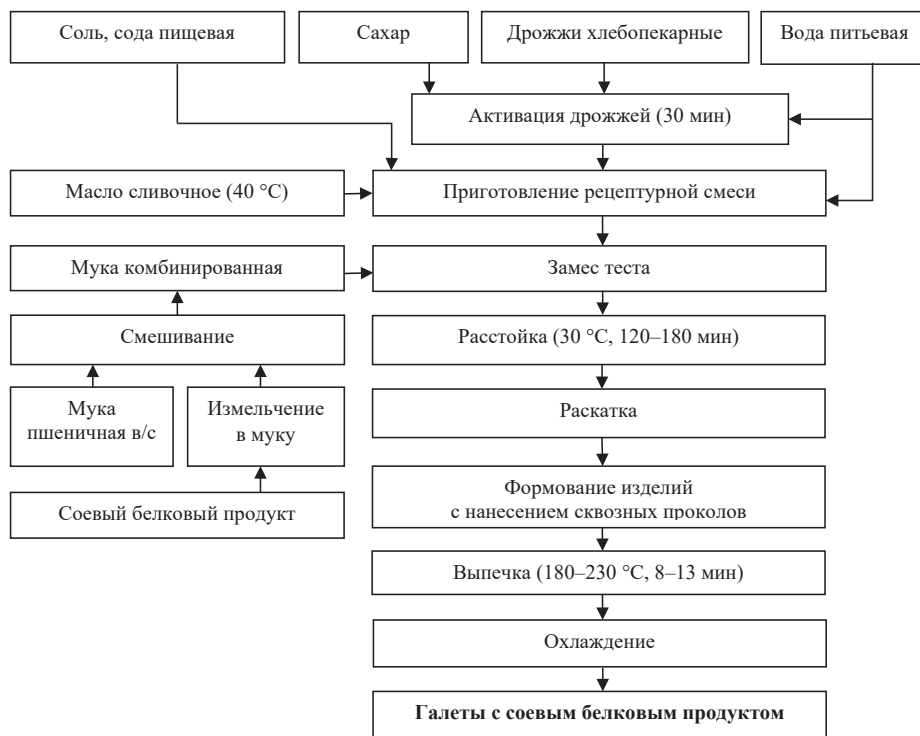 Соль, сода пищевая
Сахар
Дрожжи хлебопекарные
Вода питьевая
Активация дрожжей (30 мин)
Масло сливочное (40 °С)
Приготовление рецептурной смеси
Мука комбинированная
Замес теста
Смешивание
Расстойка (30 °С, 120–180 мин)
Мука
пшеничная в/с
Измельчение
в муку
Раскатка
Соевый белковый продукт
Формование изделий
с нанесением сквозных проколов
Выпечка (180–230 °С, 8–13 мин)
Охлаждение
Галеты с соевым белковым продуктом